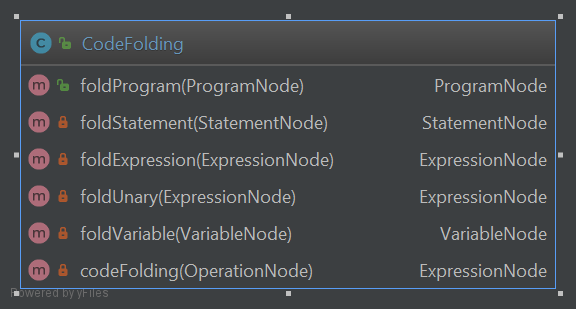 CodeFolding
foldProgram(ProgramNode) ProgramNode
foldStatement(StatementNode) StatementNode
foldExpression(ExpressionNode) ExpressionNode
foldUnary(ExpressionNode) ExpressionNode
foldVariable(VariableNode) VariableNode
codeFolding(OperationNode) ExpressionNode
Powered by yFiles